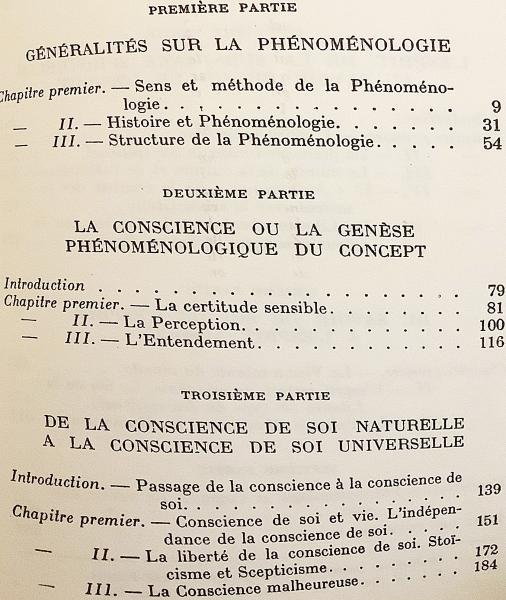 PREMIÈRE PARTIE
GÉNÉRALITÉS SUR LA PHÉNOMÉNOLOGIE
Chapitre premier. — Sens et méthode de la Phénoméno-
logie . . . . . . . . . . . . . . . . 9
— II. — Histoire et Phénoménologie. . . . . . . 31
— III. — Structure de la Phénoménologie. . . . . 54
DEUXIÈME PARTIE
LA CONSCIENCE OU LA GENÈSE
PHÉNOMÉNOLOGIQUE DU CONCEPT
Introduction . . . . . . . . . . . . . . . . 79
Chapitre premier. — La certitude sensible. . . . . . . 81
— II. — La Perception. . . . . . . . . . . 100
— III. — L'Entendement. . . . . . . . . . 116
TROISIÈME PARTIE
DE LA CONSCIENCE DE SOI NATURELLE
A LA CONSCIENCE DE SOI UNIVERSELLE
Introduction. — Passage de la conscience à la conscience de
soi. . . . . . . . . . . . . . . 139
Chapitre premier. — Conscience de soi et vie. L'indépen-
dance de la conscience de soi. . . . . 151
— II. — La liberté de la conscience de soi. Stoï-
cisme et Scepticisme . . . . . . . . 172
— III. — La Conscience malheureuse. . . . . . 184